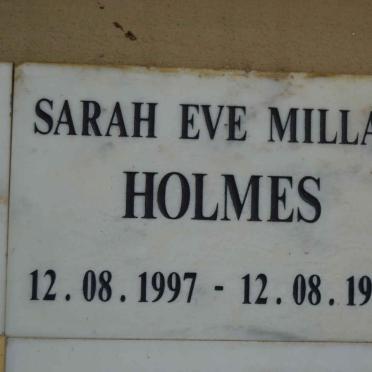 SARAH EVE MILLA
HOLMES
12.08.1997 - 12.08.19